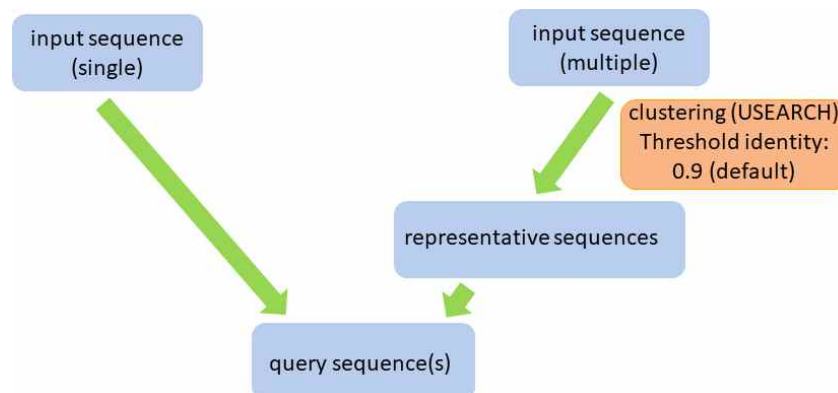 input sequence
(single)
input sequence
(multiple)
clustering (USEARCH)
Threshold identity:
0.9 (default)
representative sequences
query sequence(s)